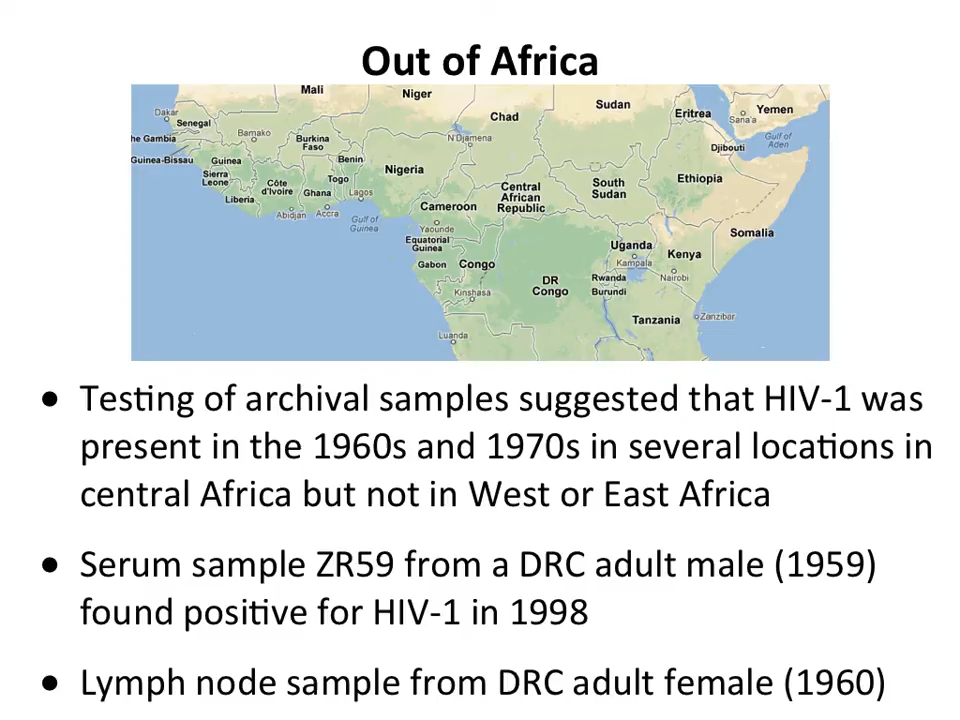 Out of Africa
Mali
Niger
Chad
Sudan
Eritrea
Yemen
Sana'a
Dakar
Senegal
he Gambia
Bamako
Burkina
Faso
N'Djamena
Gulf of
Aden
Djibouti
Guinea-Bissau
Guinea
Benin
Nigeria
Sierra
Leone
Côte
d'Ivoire
Togo
Ghana
Lagos
Liberia
Abidjan
Accra
Gulf of
Guinea
Central
African
Republic
South
Sudan
Ethiopia
Cameroon
Yaounde
Somalia
Equatorial
Guinea
Uganda
Kampala
Kenya
Gabon
Congo
DR
Congo
Rwanda
Burundi
Nairobi
Kinshasa
Tanzania
Zanzibar
Luanda
● Testing of archival samples suggested that HIV-1 was
present in the 1960s and 1970s in several locations in
central Africa but not in West or East Africa
● Serum sample ZR59 from a DRC adult male (1959)
found positive for HIV-1 in 1998
● Lymph node sample from DRC adult female (1960)